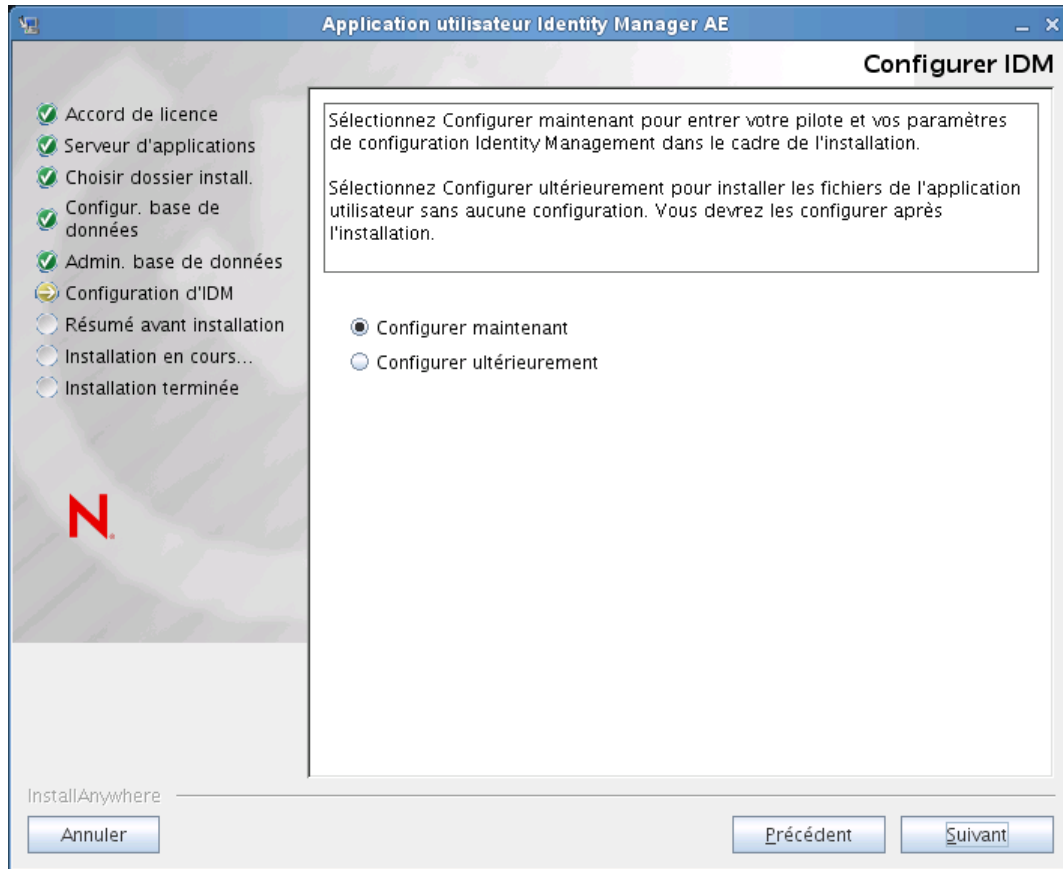 Application utilisateur Identity Manager AE
Configurer IDM
Accord de licence
Serveur d'applications
Choisir dossier install.
Configur. base de
données
Admin. base de données
Configuration d'IDM
Résumé avant installation
Installation en cours...
Installation terminée
N
Sélectionnez Configurer maintenant pour entrer votre pilote et vos paramètres
de configuration Identity Management dans le cadre de l'installation.
Sélectionnez Configurer ultérieurement pour installer les fichiers de l'application
utilisateur sans aucune configuration. Vous devrez les configurer après
l'installation.
Configurer maintenant
Configurer ultérieurement
InstallAnywhere
Annuler
Précédent
Suivant